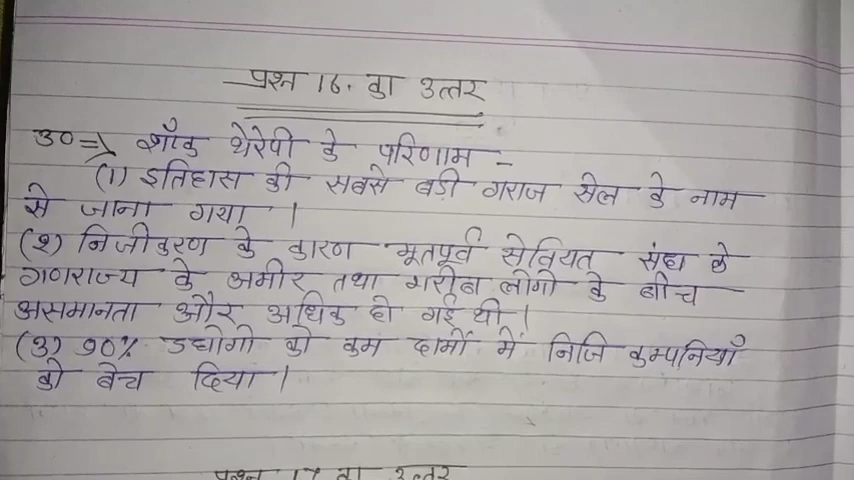 प्रश्न 16. का उत्तर
उ०=> शॉक थेरेपी के परिणाम -
(1) इतिहास की सबसे बड़ी गराज सेल के नाम
से जाना गया ।
(२) निजीकरण के कारण भूतपूर्व सेवियत संघ के
गणराज्य के अमीर तथा गरीब लोगो के बीच
असमानता और अधिक हो गई थी ।
(3) 90% उद्योगो को कम दामों में निजि कम्पनियाँ
को बेच दिया ।
प्रश्न 17 का उत्तर